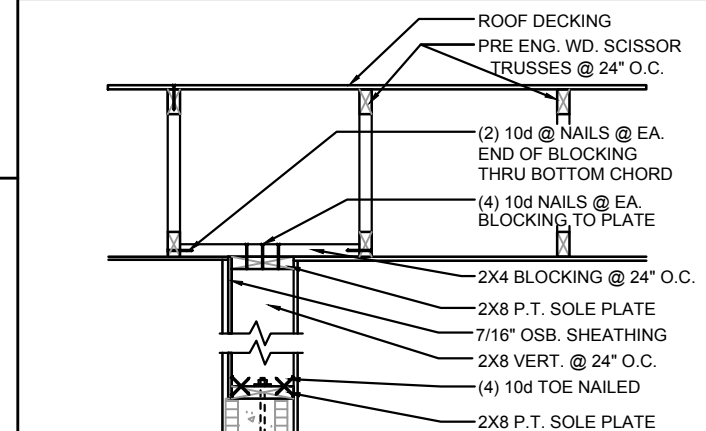 ROOF DECKING
PRE ENG. WD. SCISSOR
TRUSSES @ 24" O.C.
(2) 10d @ NAILS @ EA.
END OF BLOCKING
THRU BOTTOM CHORD
(4) 10d NAILS @ EA.
BLOCKING TO PLATE
2X4 BLOCKING @ 24" O.C.
2X8 P.T. SOLE PLATE
7/16" OSB. SHEATHING
2X8 VERT. @ 24" O.C.
(4) 10d TOE NAILED
2X8 P.T. SOLE PLATE